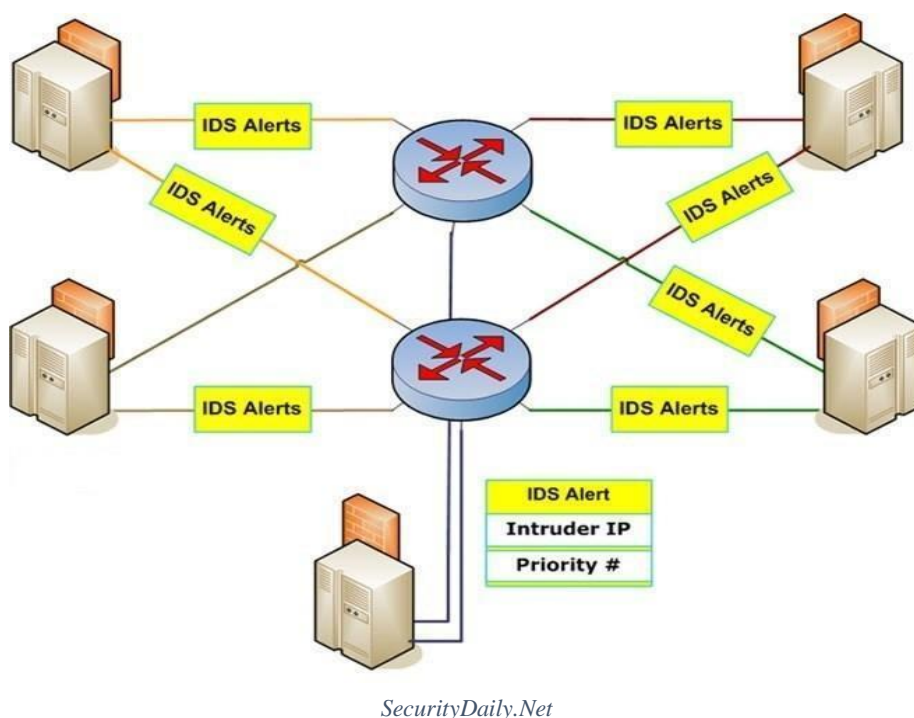 IDS Alerts
IDS Alerts
IDS Alerts
IDS Alerts
IDS Alerts
IDS Alerts
IDS Alerts
IDS Alert
Intruder IP
Priority #
SecurityDaily.Net